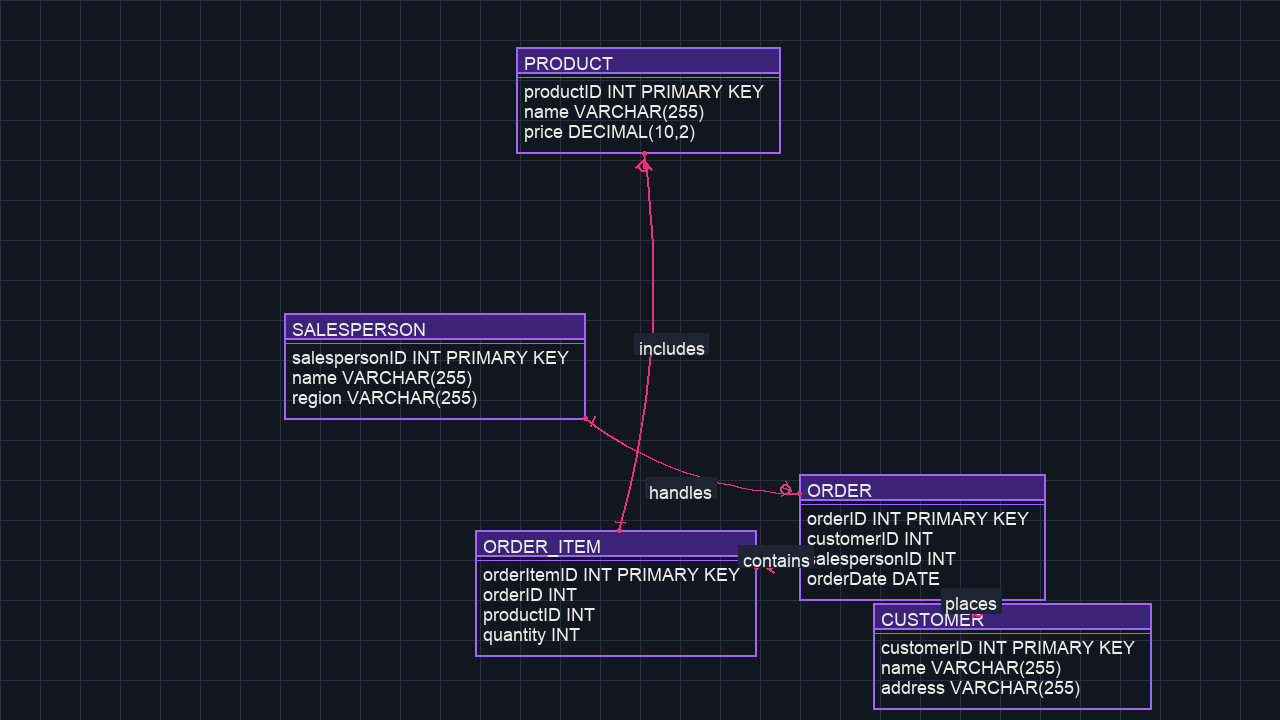 PRODUCT
productID INT PRIMARY KEY
name VARCHAR(255)
price DECIMAL(10,2)
includes
SALESPERSON
salespersonID INT PRIMARY KEY
name VARCHAR(255)
region VARCHAR(255)
handles
ORDER
orderID INT PRIMARY KEY
customerID INT
salespersonID INT
orderDate DATE
ORDER_ITEM
orderItemID INT PRIMARY KEY
orderID INT
productID INT
quantity INT
contains
places
CUSTOMER
customerID INT PRIMARY KEY
name VARCHAR(255)
address VARCHAR(255)